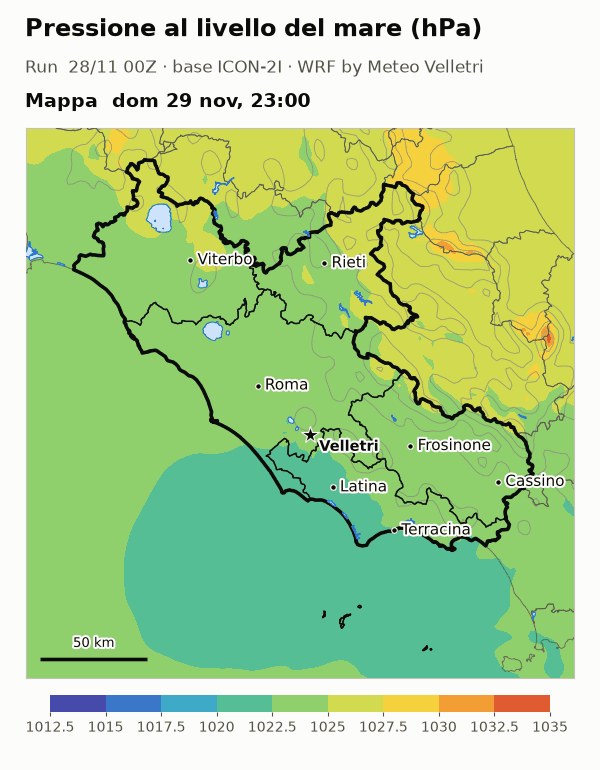 Pressione al livello del mare (hPa)
Run 28/11 00Z · base ICON-2I · WRF by Meteo Velletri
Mappa dom 29 nov, 23:00
Viterbo
Rieti
Roma
Velletri
Frosinone
Latina
Cassino
Terracina
50 km
1012.5 1015 1017.5 1020 1022.5 1025 1027.5 1030 1032.5 1035